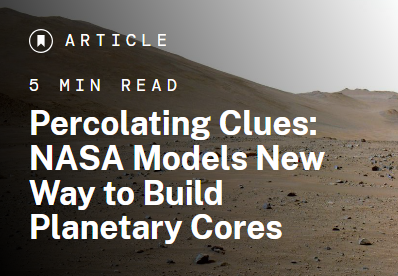 ARTICLE
5 MIN READ
Percolating Clues:
NASA Models New
Way to Build
Planetary Cores